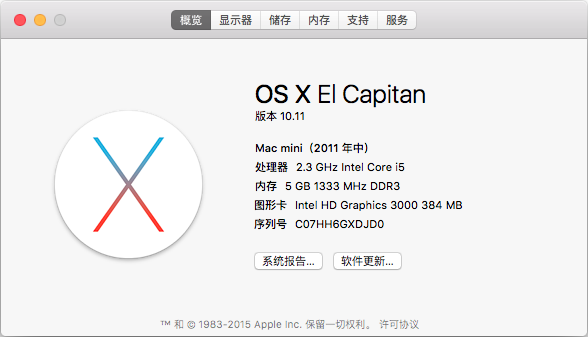 概览 显示器 储存 内存 支持 服务
OS X El Capitan
版本 10.11
Mac mini（2011 年中）
处理器 2.3 GHz Intel Core i5
内存 5 GB 1333 MHz DDR3
图形卡 Intel HD Graphics 3000 384 MB
序列号 C07HH6GXDJD0
系统报告... 软件更新...
™ 和 © 1983-2015 Apple Inc. 保留一切权利。 许可协议